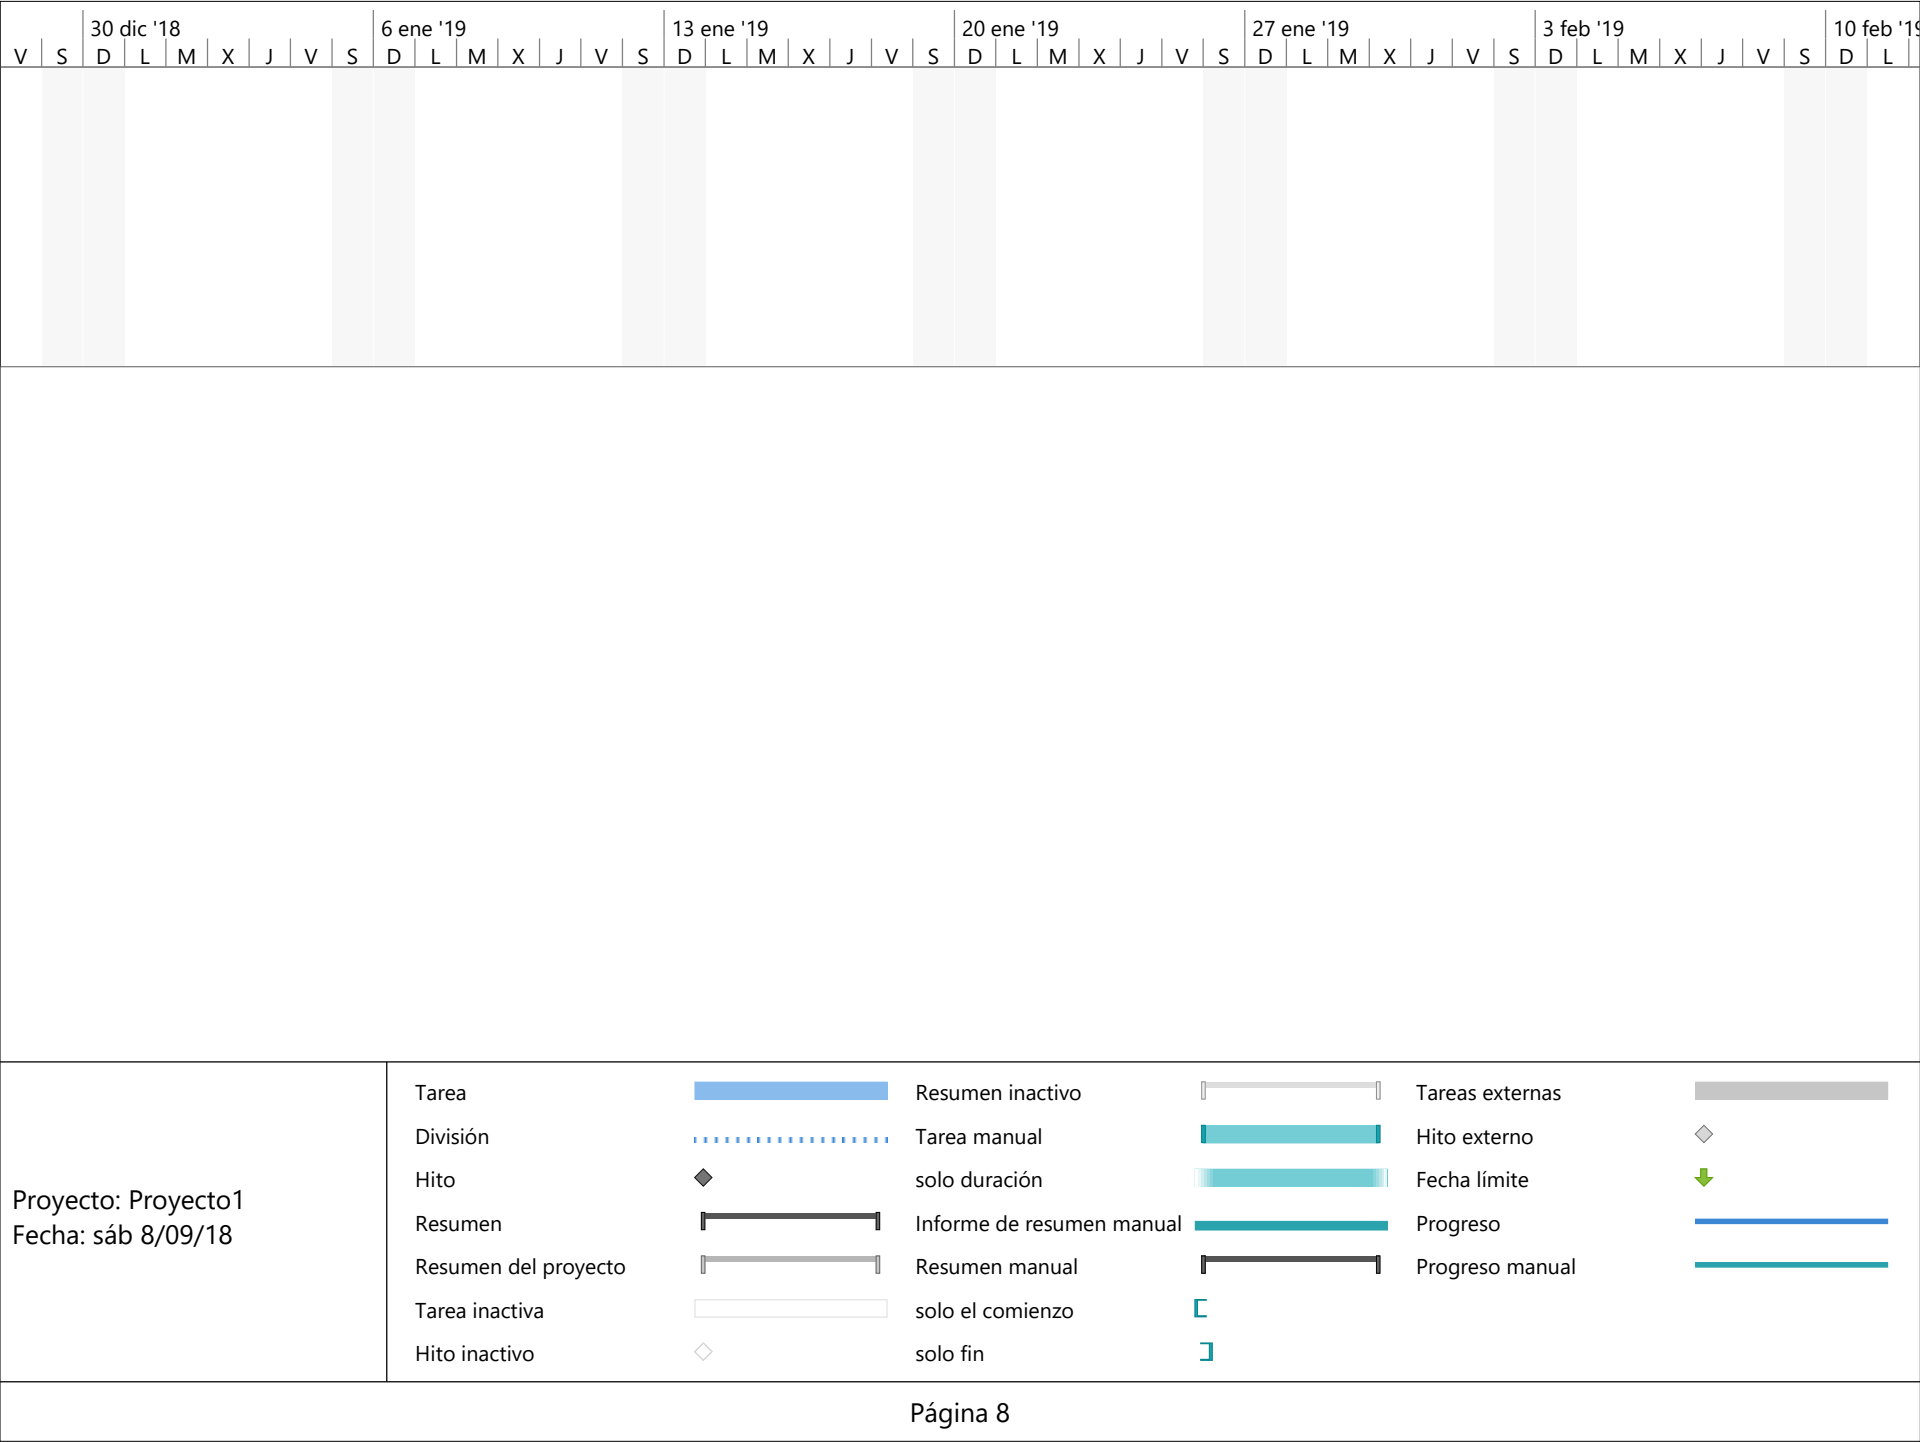 30 dic '18 6 ene '19 13 ene '19 20 ene '19 27 ene '19 3 feb '19 10 feb '19
V S D L M X J V S D L M X J V S D L M X J V S D L M X J V S D L M X J V S D L M X J V S D L
Tarea
División
Hito
Resumen
Resumen del proyecto
Tarea inactiva
Hito inactivo
Resumen inactivo
Tarea manual
solo duración
Informe de resumen manual
Resumen manual
solo el comienzo
solo fin
Tareas externas
Hito externo
Fecha límite
Progreso
Progreso manual
Proyecto: Proyecto1
Fecha: sáb 8/09/18
Página 8